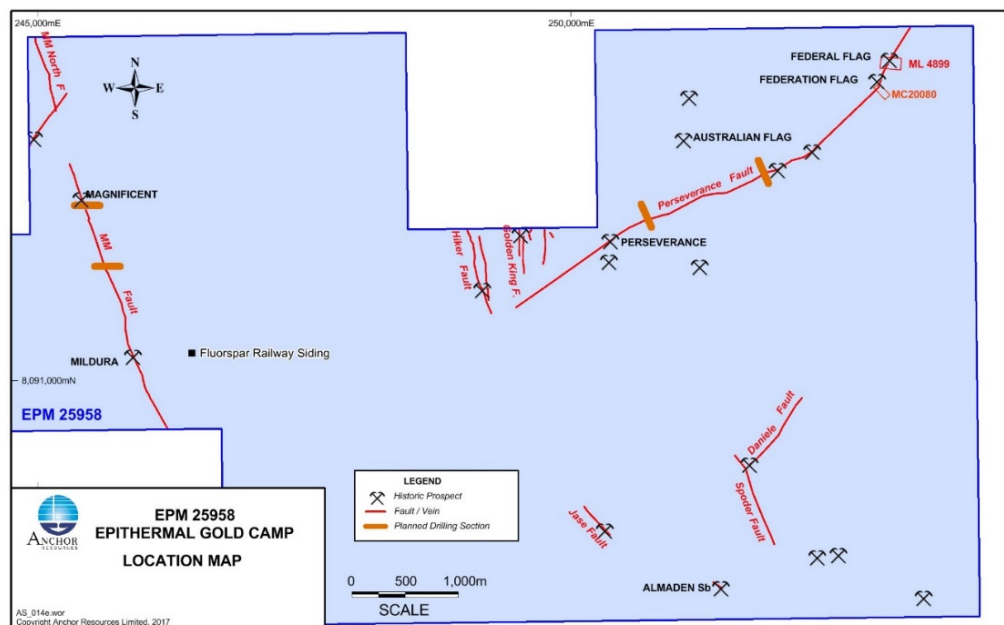 245,000mE
250,000mE
MM North F
N
W
E
S
FEDERAL FLAG
ML 4899
FEDERATION FLAG
MC20080
AUSTRALIAN FLAG
MAGNIFICENT
Perseverance Fault
PERSEVERANCE
Hiker Fault
Golden King F.
MM Fault
MILDURA
Fluorspar Railway Siding
8,091,000mN
EPM 25958
Daniele Fault
Spoder Fault
Jase Fault
ALMADEN Sb
LEGEND
Historic Prospect
Fault / Vein
Planned Drilling Section
0 500 1,000m
SCALE
ANCHOR
RESOURCES
EPM 25958
EPITHERMAL GOLD CAMP
LOCATION MAP
AS_014e.wor
Copyright Anchor Resources Limited, 2017